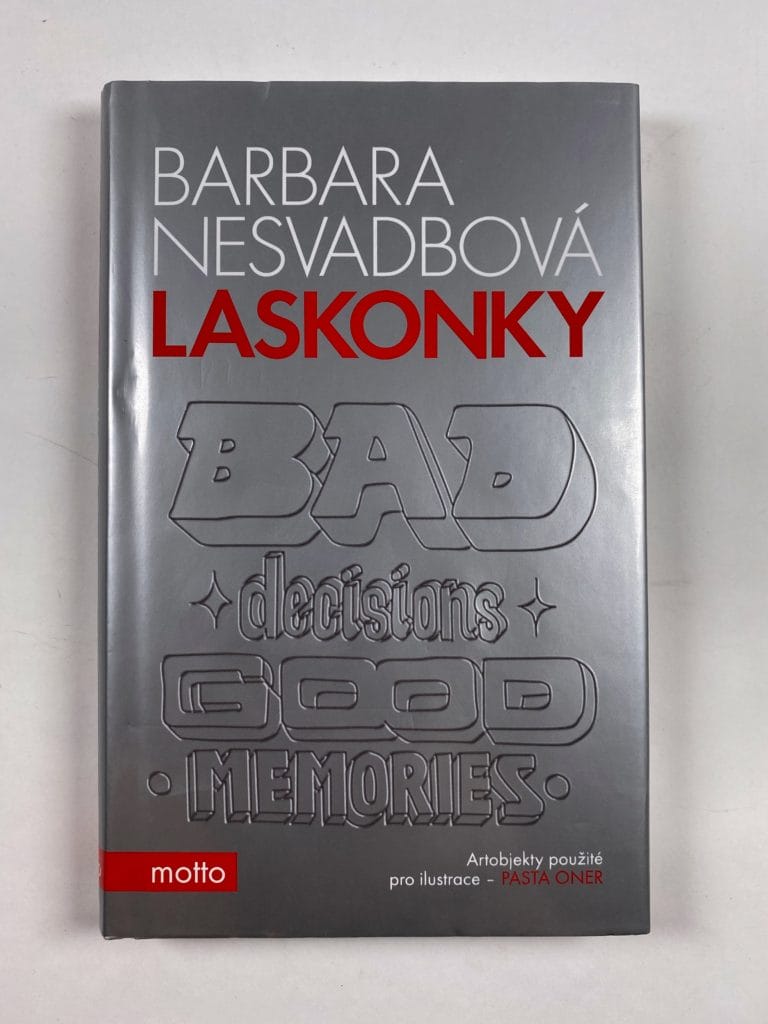 BARBARA
NESVADBOVÁ
LASKONKY
BAD
decisions
GOOD
MEMORIES
motto
Artobjekty použité
pro ilustrace – PASTA ONER